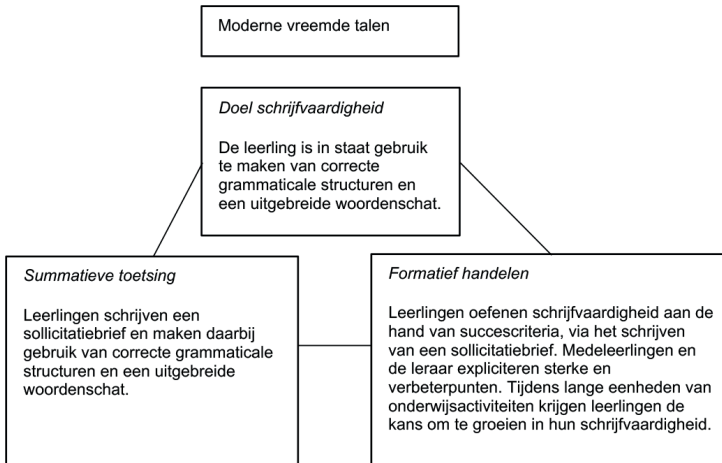 Moderne vreemde talen
Doel schrijfvaardigheid
De leerling is in staat gebruik
te maken van correcte
grammaticale structuren en
een uitgebreide woordenschat.
Summatieve toetsing
Leerlingen schrijven een
sollicitatiebrief en maken daarbij
gebruik van correcte grammaticale
structuren en een uitgebreide
woordenschat.
Formatief handelen
Leerlingen oefenen schrijfvaardigheid aan de
hand van succescriteria, via het schrijven
van een sollicitatiebrief. Medeleerlingen en
de leraar expliciteren sterke en
verbeterpunten. Tijdens lange eenheden van
onderwijsactiviteiten krijgen leerlingen de
kans om te groeien in hun schrijfvaardigheid.